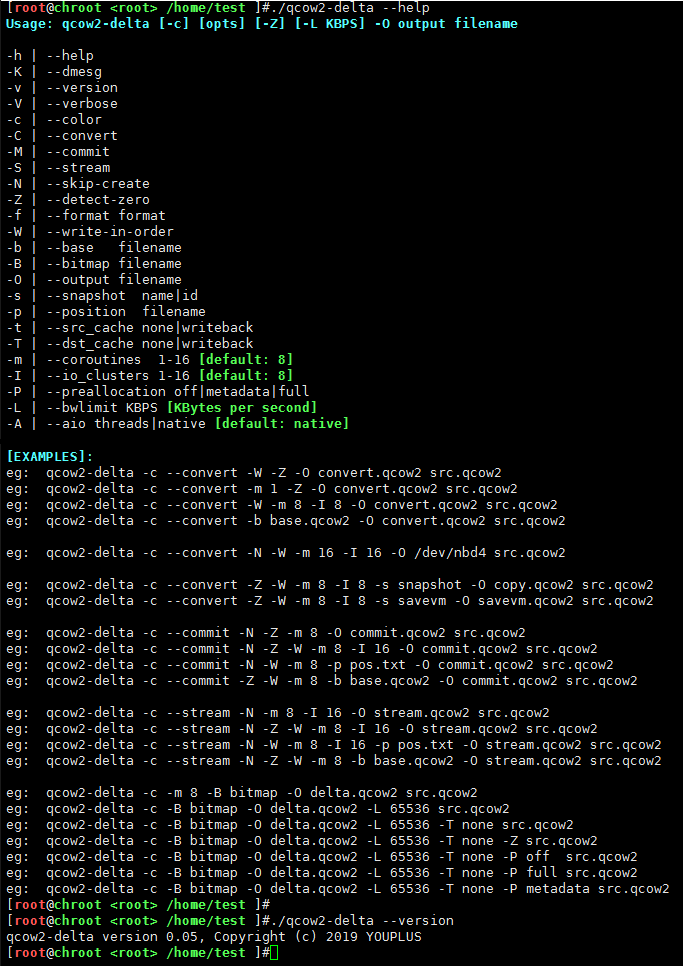 [root@chroot <root> /home/test ]#./qcow2-delta --help
Usage: qcow2-delta [-c] [opts] [-Z] [-L KBPS] -O output filename
-h | --help
-K | --dmesg
-v | --version
-V | --verbose
-c | --color
-C | --convert
-M | --commit
-S | --stream
-N | --skip-create
-Z | --detect-zero
-f | --format format
-W | --write-in-order
-b | --base   filename
-B | --bitmap filename
-O | --output filename
-s | --snapshot  name|id
-p | --position  filename
-t | --src_cache none|writeback
-T | --dst_cache none|writeback
-m | --coroutines  1-16 [default: 8]
-I | --io_clusters 1-16 [default: 8]
-P | --preallocation off|metadata|full
-L | --bwlimit KBPS [KBytes per second]
-A | --aio threads|native [default: native]
[EXAMPLES]:
eg:  qcow2-delta -c --convert -W -Z -O convert.qcow2 src.qcow2
eg:  qcow2-delta -c --convert -m 1 -Z -O convert.qcow2 src.qcow2
eg:  qcow2-delta -c --convert -W -m 8 -I 8 -O convert.qcow2 src.qcow2
eg:  qcow2-delta -c --convert -b base.qcow2 -O convert.qcow2 src.qcow2
eg:  qcow2-delta -c --convert -N -W -m 16 -I 16 -O /dev/nbd4 src.qcow2
eg:  qcow2-delta -c --convert -Z -W -m 8 -I 8 -s snapshot -O copy.qcow2 src.qcow2
eg:  qcow2-delta -c --convert -Z -W -m 8 -I 8 -s savevm -O savevm.qcow2 src.qcow2
eg:  qcow2-delta -c --commit -N -Z -m 8 -O commit.qcow2 src.qcow2
eg:  qcow2-delta -c --commit -N -Z -W -m 8 -I 16 -O commit.qcow2 src.qcow2
eg:  qcow2-delta -c --commit -N -W -m 8 -p pos.txt -O commit.qcow2 src.qcow2
eg:  qcow2-delta -c --commit -Z -W -m 8 -b base.qcow2 -O commit.qcow2 src.qcow2
eg:  qcow2-delta -c --stream -N -m 8 -I 16 -O stream.qcow2 src.qcow2
eg:  qcow2-delta -c --stream -N -Z -W -m 8 -I 16 -O stream.qcow2 src.qcow2
eg:  qcow2-delta -c --stream -N -W -m 8 -I 16 -p pos.txt -O stream.qcow2 src.qcow2
eg:  qcow2-delta -c --stream -N -Z -W -m 8 -b base.qcow2 -O stream.qcow2 src.qcow2
eg:  qcow2-delta -c -m 8 -B bitmap -O delta.qcow2 src.qcow2
eg:  qcow2-delta -c -B bitmap -O delta.qcow2 -L 65536 src.qcow2
eg:  qcow2-delta -c -B bitmap -O delta.qcow2 -L 65536 -T none src.qcow2
eg:  qcow2-delta -c -B bitmap -O delta.qcow2 -L 65536 -T none -Z src.qcow2
eg:  qcow2-delta -c -B bitmap -O delta.qcow2 -L 65536 -T none -P off  src.qcow2
eg:  qcow2-delta -c -B bitmap -O delta.qcow2 -L 65536 -T none -P full src.qcow2
eg:  qcow2-delta -c -B bitmap -O delta.qcow2 -L 65536 -T none -P metadata src.qcow2
[root@chroot <root> /home/test ]#
[root@chroot <root> /home/test ]#./qcow2-delta --version
qcow2-delta version 0.05, Copyright (c) 2019 YOUPLUS
[root@chroot <root> /home/test ]#